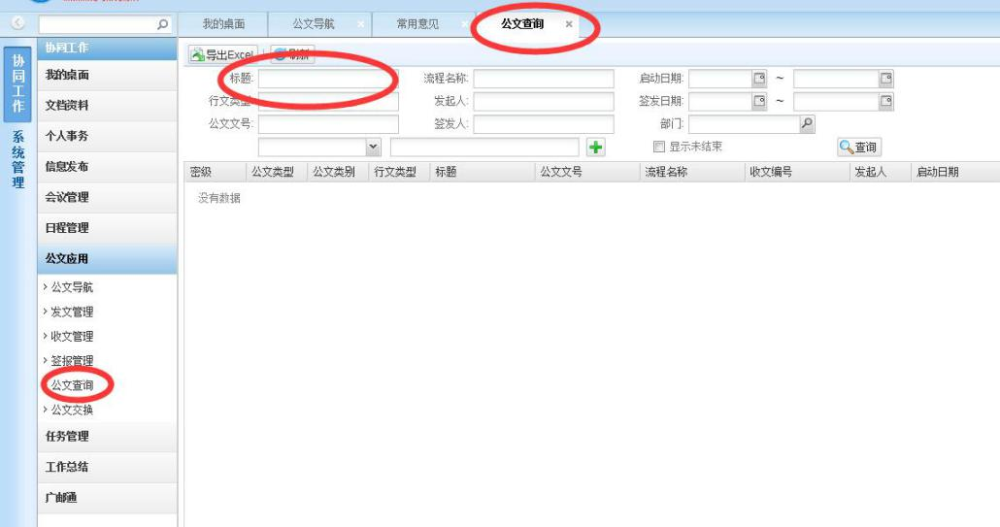 我的桌面 公文导航 × 常用意见 × 公文查询 ×
协同工作
系统管理
协同工作
我的桌面
文档资料
个人事务
信息发布
会议管理
日程管理
公文应用
公文导航
发文管理
收文管理
签报管理
公文查询
公文交换
任务管理
工作总结
广邮通
导出Excel 刷新
标题: 流程名称: 启动日期: ~
行文类型: 发起人: 签发日期: ~
公文文号: 签发人: 部门:
显示未结束 查询
密级 公文类型 公文类别 行文类型 标题 公文文号 流程名称 收文编号 发起人 启动日期
没有数据